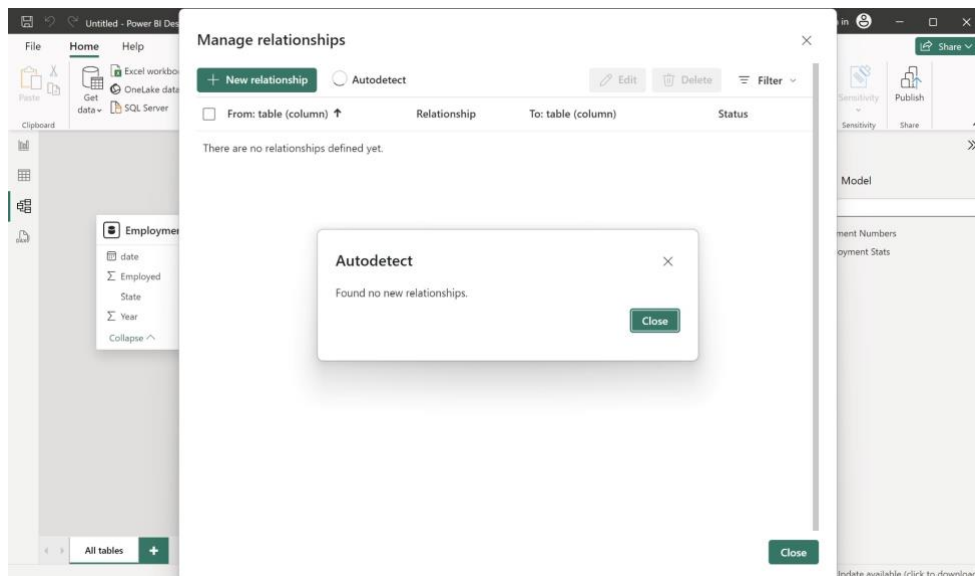 Untitled - Power BI Des
in
File Home Help
Share
Paste
Get data
Excel workbo
OneLake data
SQL Server
Sensitivity
Publish
Clipboard
Sensitivity
Share
Manage relationships
New relationship Autodetect Edit Delete Filter
From: table (column) Relationship To: table (column) Status
There are no relationships defined yet.
Model
ment Numbers
oyment Stats
Employmer
date
Employed
State
Year
Collapse
Autodetect
Found no new relationships.
Close
Close
All tables
Update available (click to download